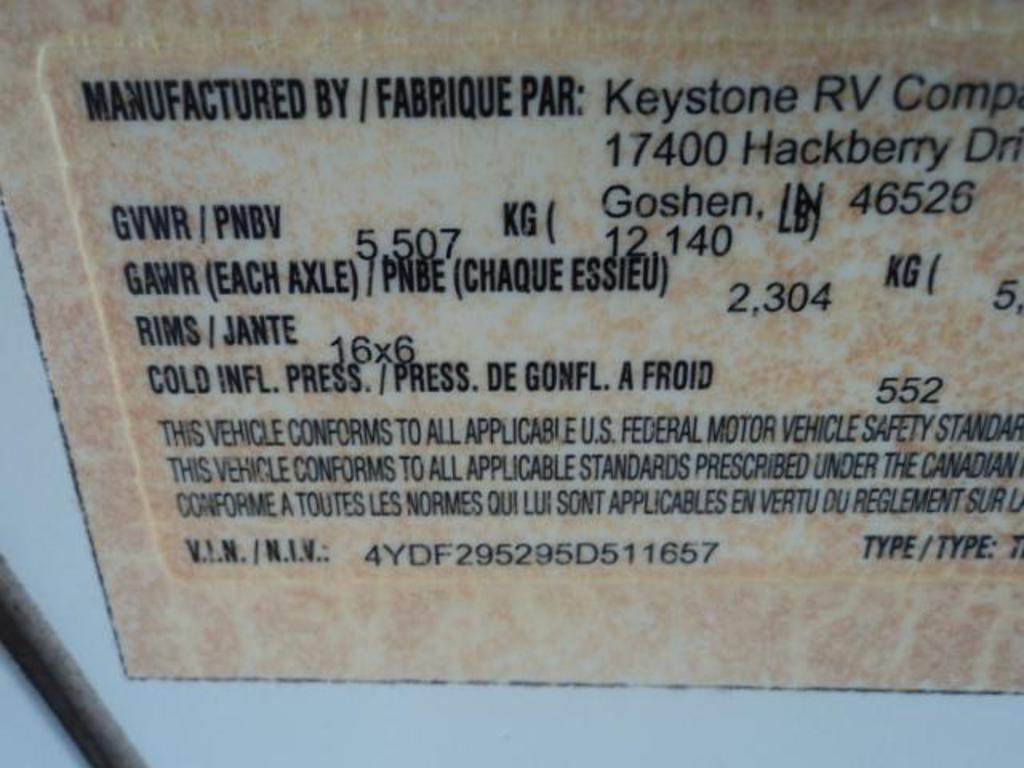 MANUFACTURED BY / FABRIQUE PAR: Keystone RV Compa
17400 Hackberry Dri
Goshen, IN 46526
GVWR / PNBV 5,507 KG ( 12,140 LB)
GAWR (EACH AXLE) / PNBE (CHAQUE ESSIEU) 2,304 KG ( 5,
RIMS / JANTE 16x6
COLD INFL. PRESS. / PRESS. DE GONFL. A FROID 552
THIS VEHICLE CONFORMS TO ALL APPLICABLE U.S. FEDERAL MOTOR VEHICLE SAFETY STANDAR
THIS VEHICLE CONFORMS TO ALL APPLICABLE STANDARDS PRESCRIBED UNDER THE CANADIAN
CONFORME A TOUTES LES NORMES QUI LUI SONT APPLICABLES EN VERTU DU REGLEMENT SUR LA
V.I.N. / N.I.V.: 4YDF295295D511657 TYPE / TYPE: T